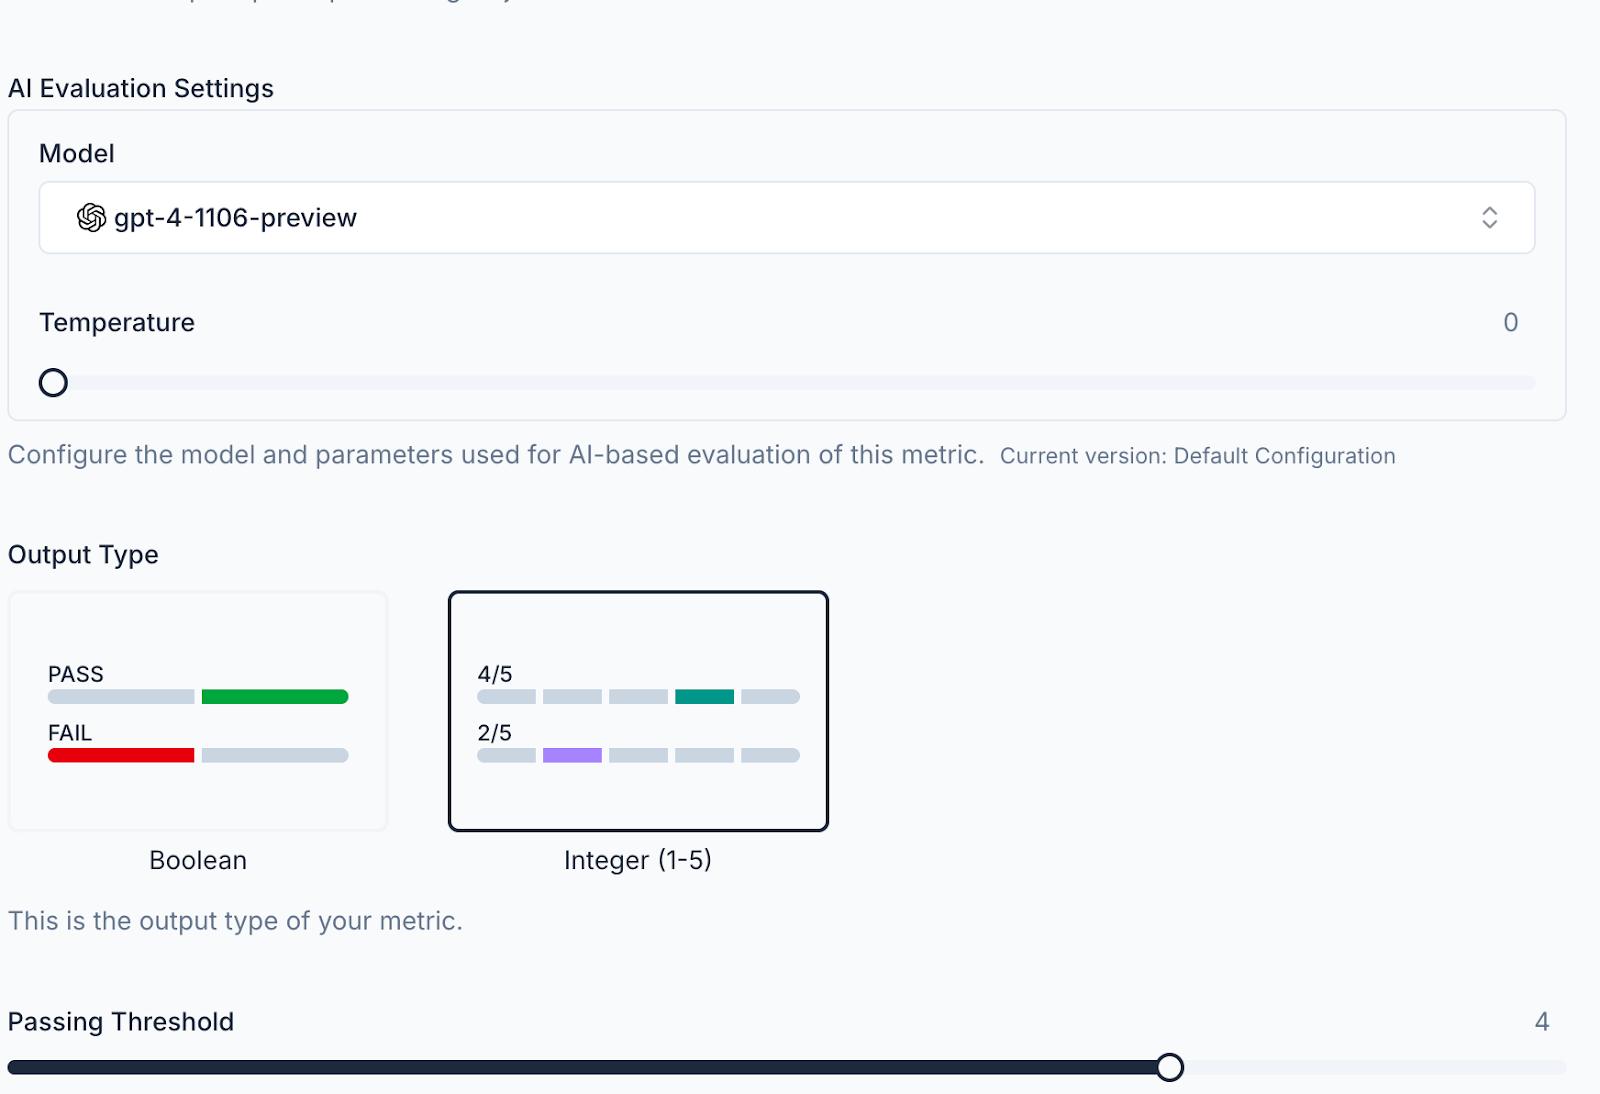 AI Evaluation Settings
Model
gpt-4-1106-preview
Temperature
0
Configure the model and parameters used for AI-based evaluation of this metric. Current version: Default Configuration
Output Type
PASS
FAIL
4/5
2/5
Boolean
Integer (1-5)
This is the output type of your metric.
Passing Threshold
4